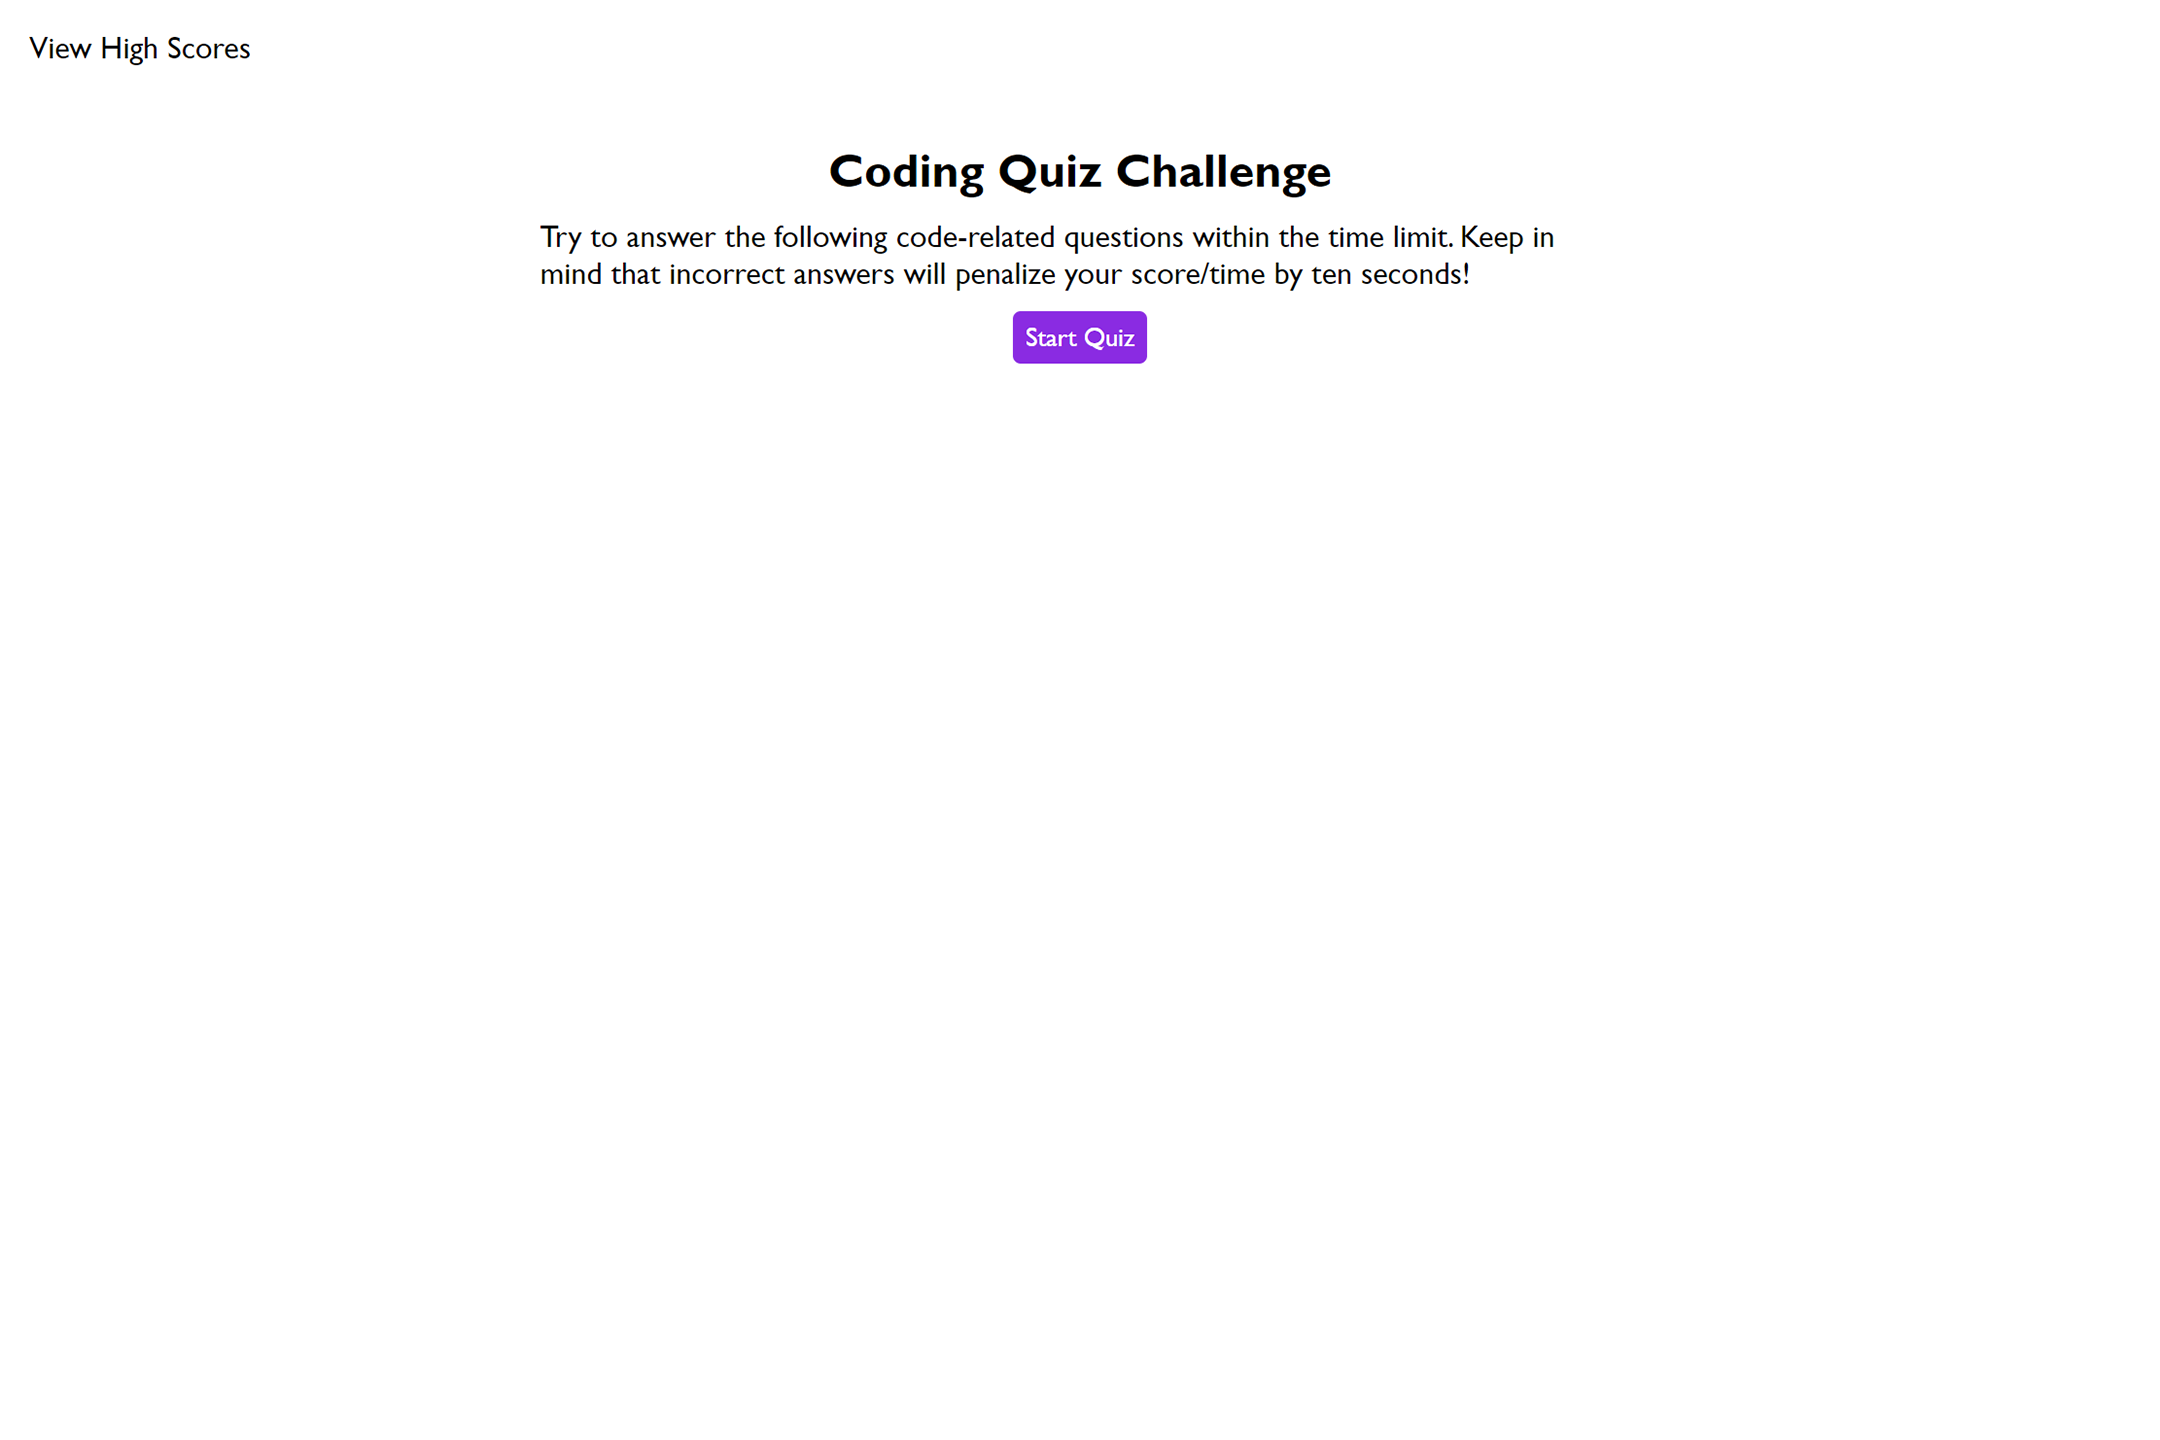 View High Scores
Coding Quiz Challenge
Try to answer the following code-related questions within the time limit. Keep in
mind that incorrect answers will penalize your score/time by ten seconds!
Start Quiz